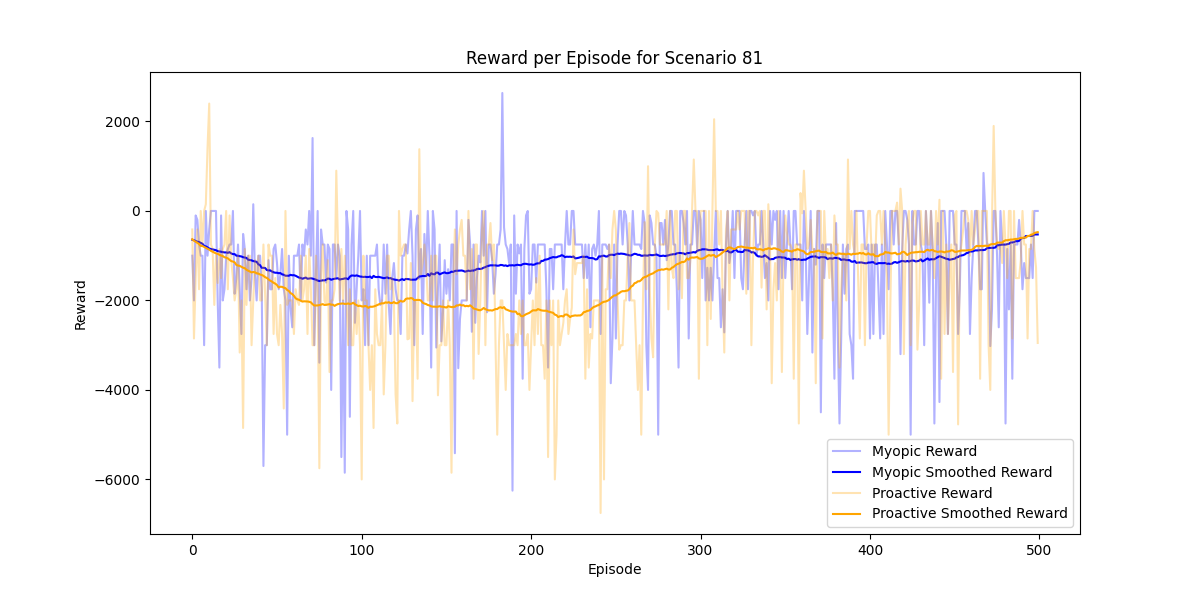 Reward per Episode for Scenario 81
Reward
2000
0
−2000
−4000
−6000
0 100 200 300 400 500
Episode
Myopic Reward
Myopic Smoothed Reward
Proactive Reward
Proactive Smoothed Reward